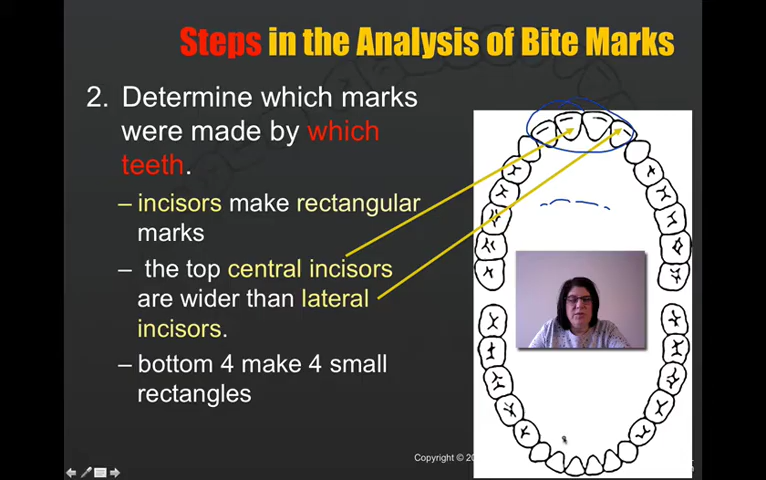 Steps in the Analysis of Bite Marks
2. Determine which marks
were made by which
teeth.
– incisors make rectangular
marks
– the top central incisors
are wider than lateral
incisors.
– bottom 4 make 4 small
rectangles
Copyright © 20